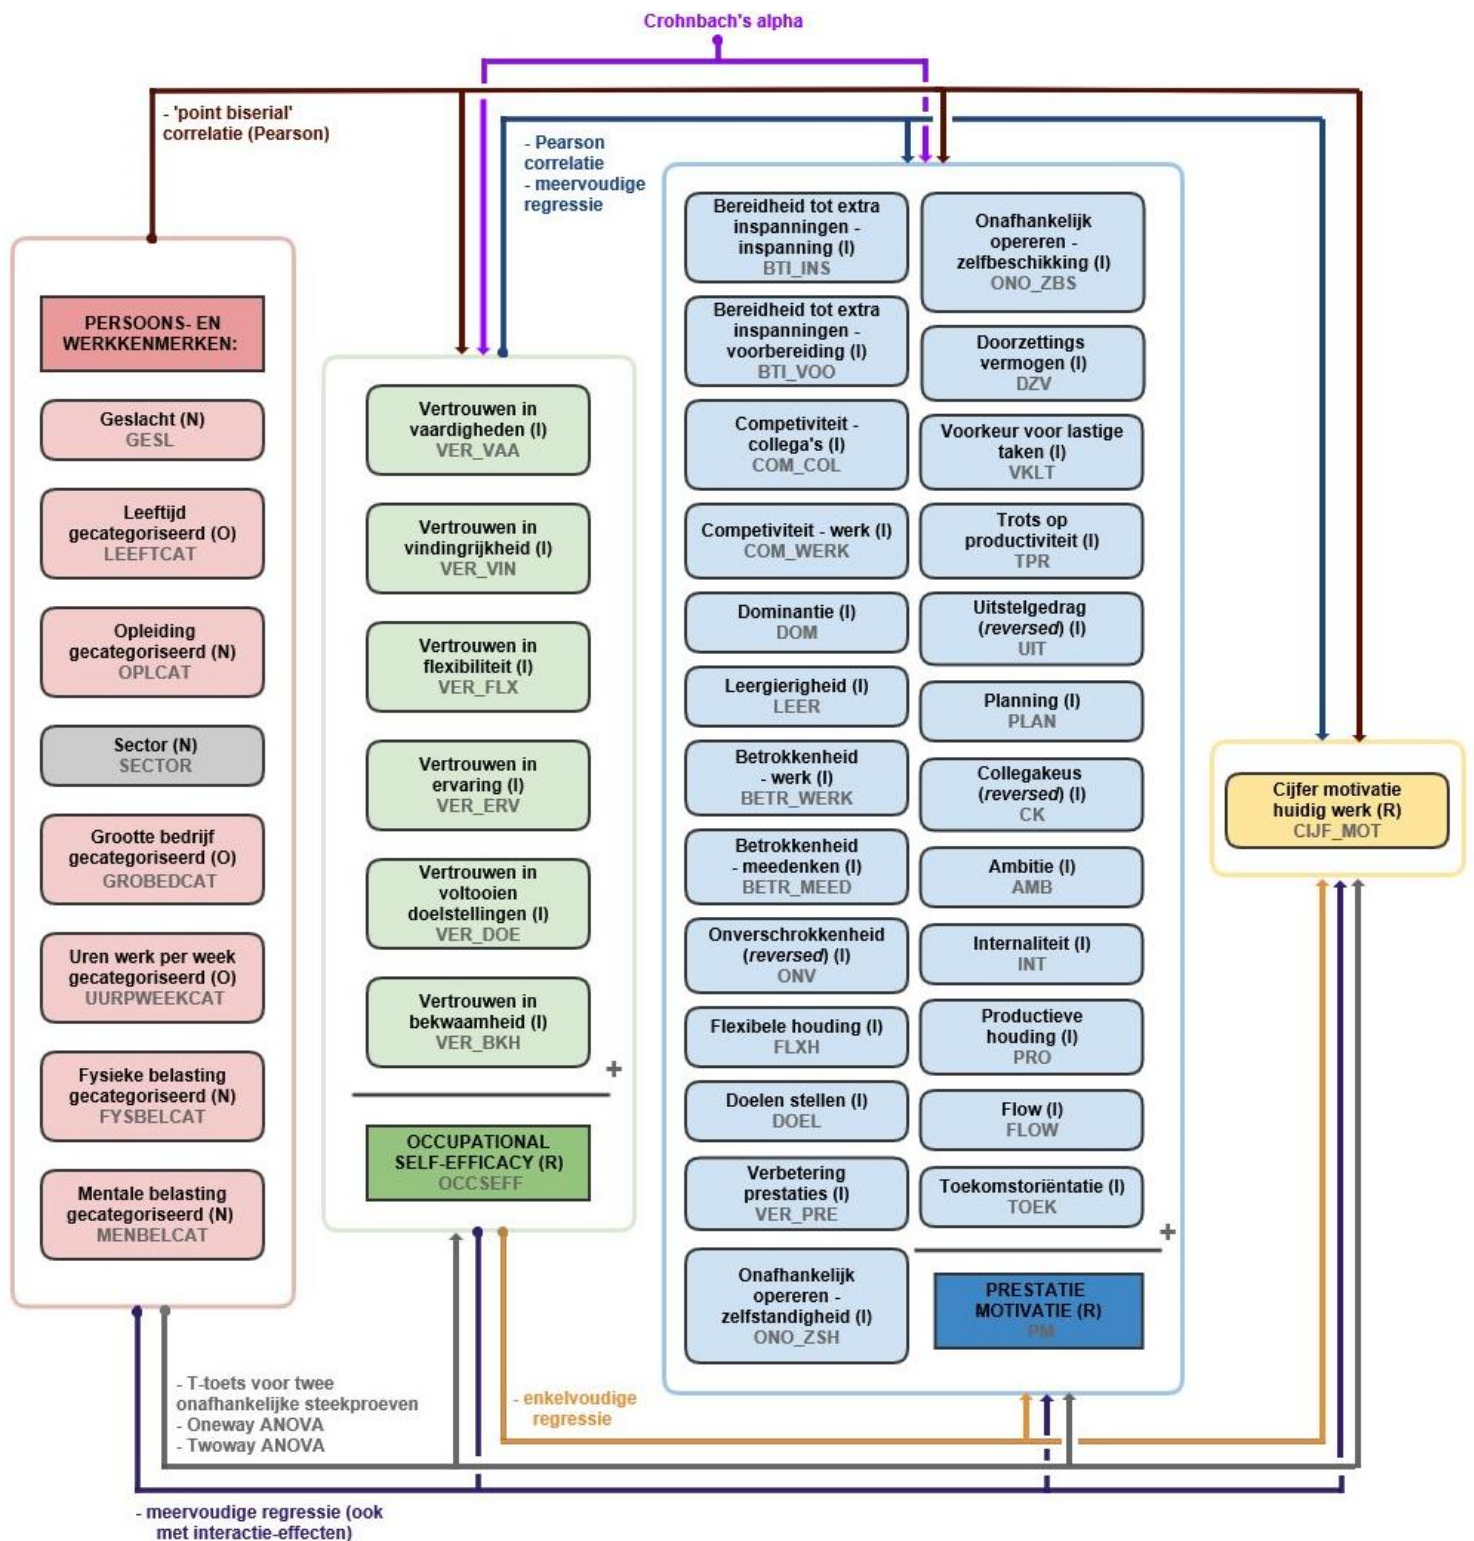 Crohnbach's alpha
- 'point biserial'
correlatie (Pearson)
- Pearson
correlatie
- meervoudige
regressie
PERSOONS- EN
WERKKENMERKEN:
Geslacht (N)
GESL
Leeftijd
gecategoriseerd (O)
LEEFTCAT
Opleiding
gecategoriseerd (N)
OPLCAT
Sector (N)
SECTOR
Grootte bedrijf
gecategoriseerd (O)
GROBEDCAT
Uren werk per week
gecategoriseerd (O)
UURPWEEKCAT
Fysieke belasting
gecategoriseerd (N)
FYSBELCAT
Mentale belasting
gecategoriseerd (N)
MENBELCAT
Vertrouwen in
vaardigheden (I)
VER_VAA
Vertrouwen in
vindingrijkheid (I)
VER_VIN
Vertrouwen in
flexibiliteit (I)
VER_FLX
Vertrouwen in
ervaring (I)
VER_ERV
Vertrouwen in
voltooien
doelstellingen (I)
VER_DOE
Vertrouwen in
bekwaamheid (I)
VER_BKH
+
OCCUPATIONAL
SELF-EFFICACY (R)
OCCSEFF
Bereidheid tot extra
inspanningen -
inspanning (I)
BTI_INS
Bereidheid tot extra
inspanningen -
voorbereiding (I)
BTI_VOO
Competiviteit -
collega's (I)
COM_COL
Competiviteit - werk (I)
COM_WERK
Dominantie (I)
DOM
Leergierigheid (I)
LEER
Betrokkenheid
- werk (I)
BETR_WERK
Betrokkenheid
- meedenken (I)
BETR_MEED
Onverschrokkenheid
(reversed) (I)
ONV
Flexibele houding (I)
FLXH
Doelen stellen (I)
DOEL
Verbetering
prestaties (I)
VER_PRE
Onafhankelijk
opereren -
zelfstandigheid (I)
ONO_ZSH
Onafhankelijk
opereren -
zelfbeschikking (I)
ONO_ZBS
Doorzettings
vermogen (I)
DZV
Voorkeur voor lastige
taken (I)
VKLT
Trots op
productiviteit (I)
TPR
Uitstelgedrag
(reversed) (I)
UIT
Planning (I)
PLAN
Collegakeus
(reversed) (I)
CK
Ambitie (I)
AMB
Internaliteit (I)
INT
Productieve
houding (I)
PRO
Flow (I)
FLOW
Toekomstoriëntatie (I)
TOEK
+
PRESTATIE
MOTIVATIE (R)
PM
Cijfer motivatie
huidig werk (R)
CIJF_MOT
- T-toets voor twee
onafhankelijke steekproeven
- Oneway ANOVA
- Twoway ANOVA
- enkelvoudige
regressie
- meervoudige regressie (ook
met interactie-effecten)